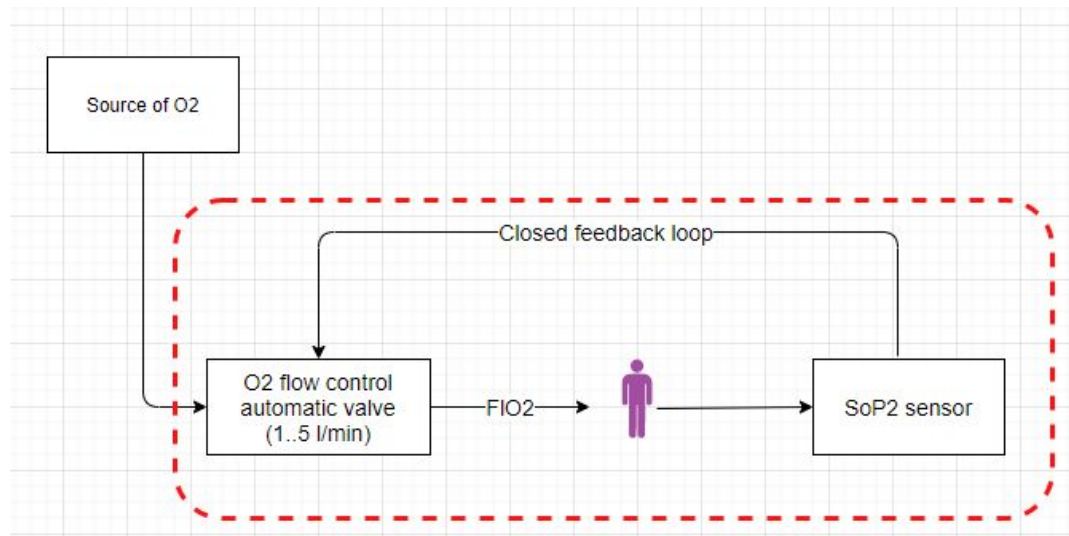 Source of O2
Closed feedback loop
O2 flow control
automatic valve
(1..5 l/min)
FIO2
SoP2 sensor